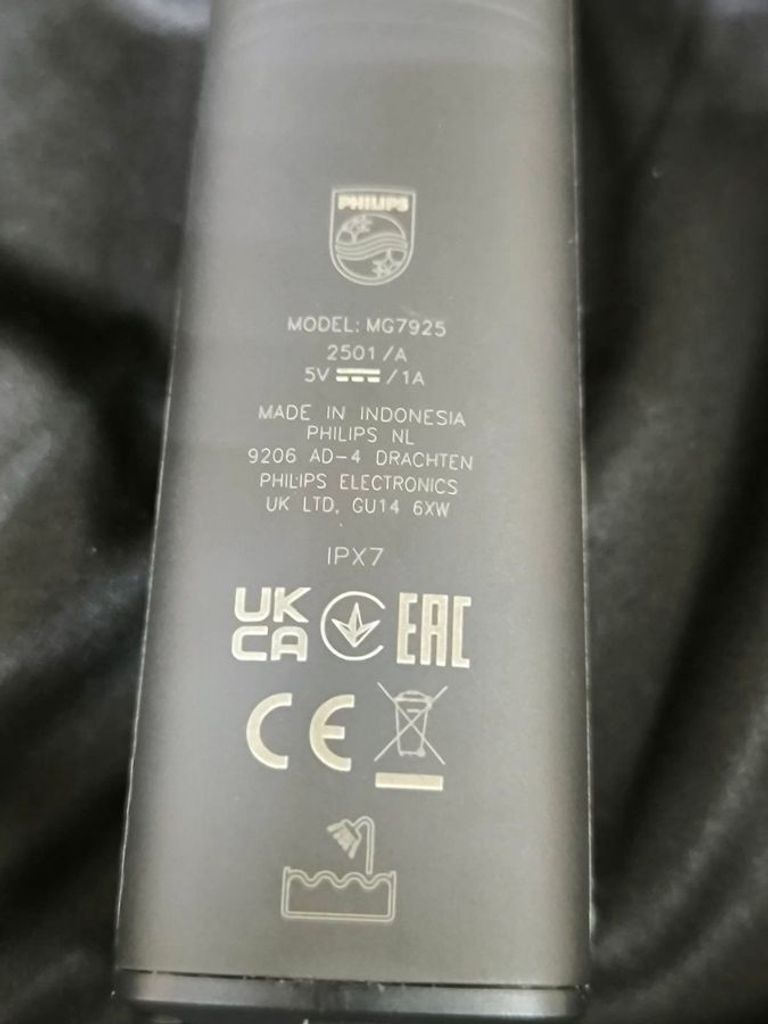 PHILIPS
MODEL: MG7925
2501/A
5V ⎓ /1A
MADE IN INDONESIA
PHILIPS NL
9206 AD-4 DRACHTEN
PHILIPS ELECTRONICS
UK LTD, GU14 6XW
IPX7
UK
CA
EAC
CE